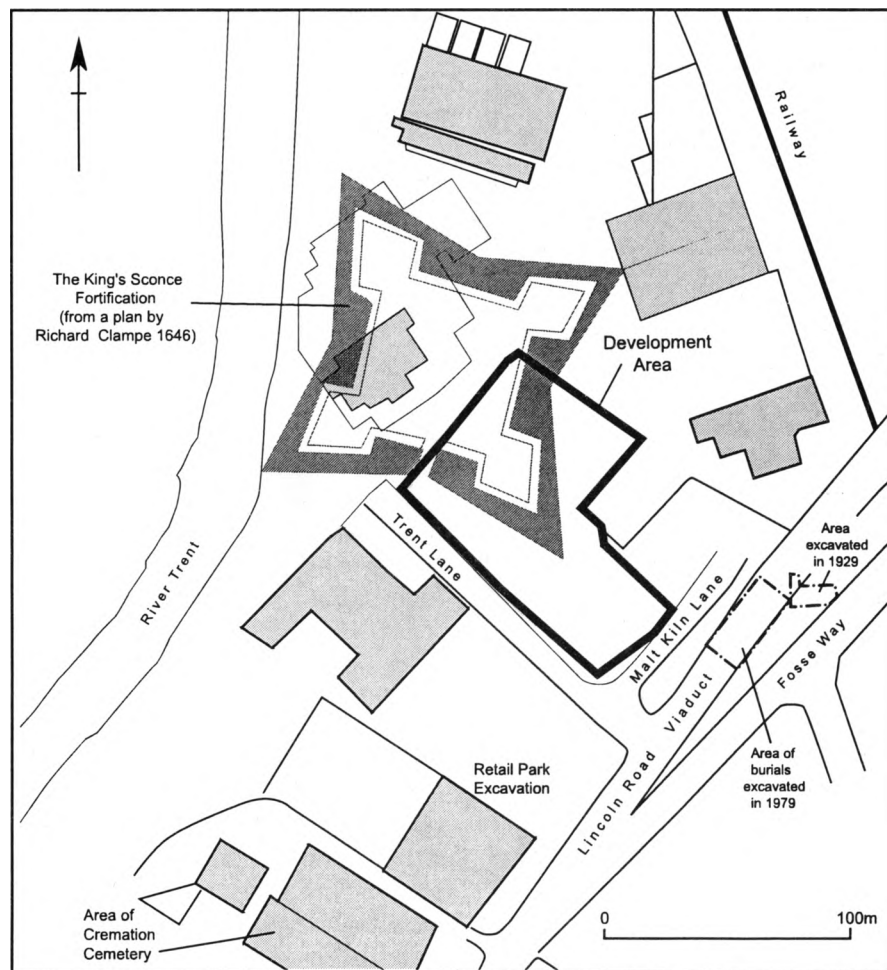 Railway
The King's Sconce
Fortification
(from a plan by
Richard Clampe 1646)
Development
Area
River Trent
Trent Lane
Malt Kiln Lane
Area
excavated
in 1929
Fosse Way
Lincoln Road Viaduct
Area of
burials
excavated
in 1979
Retail Park
Excavation
Area of
Cremation
Cemetery
0 100m